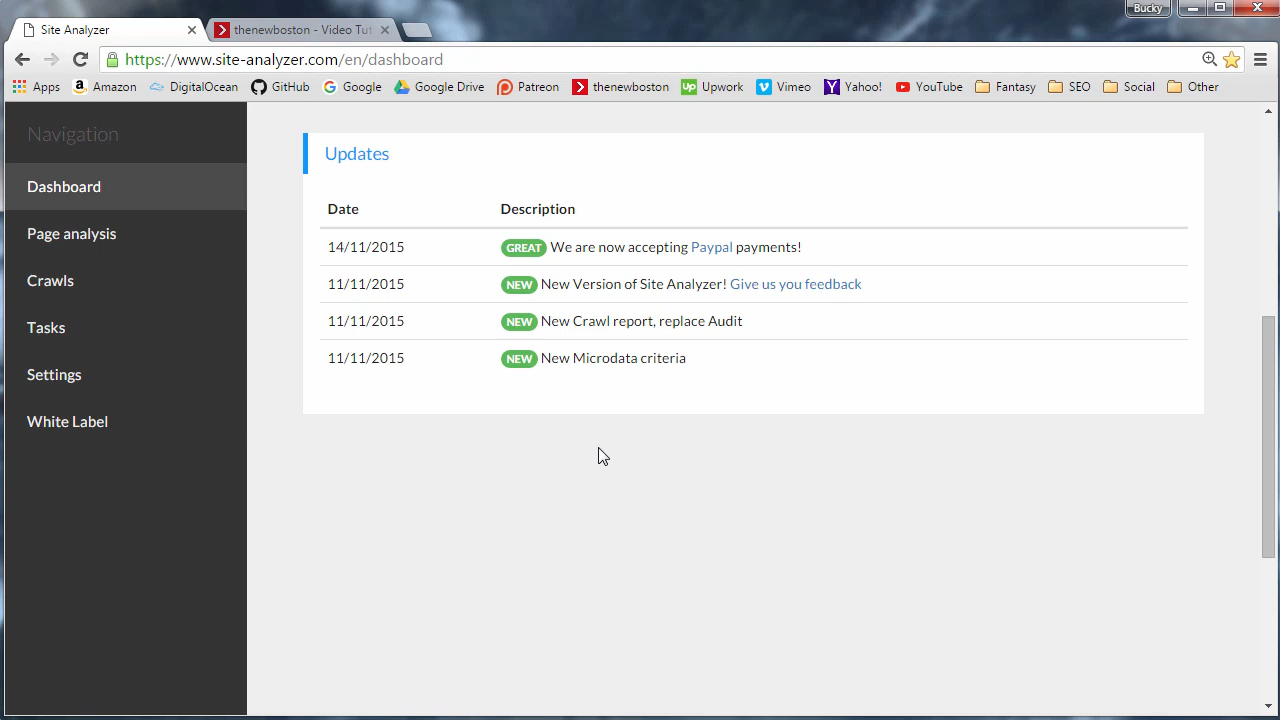 Bucky
Site Analyzer
thenewboston - Video Tut
https://www.site-analyzer.com/en/dashboard
Apps Amazon DigitalOcean GitHub Google Google Drive Patreon thenewboston Upwork Vimeo Yahoo! YouTube Fantasy SEO Social Other
Navigation
Dashboard
Page analysis
Crawls
Tasks
Settings
White Label
Updates
Date Description
14/11/2015 GREAT We are now accepting Paypal payments!
11/11/2015 NEW New Version of Site Analyzer! Give us you feedback
11/11/2015 NEW New Crawl report, replace Audit
11/11/2015 NEW New Microdata criteria